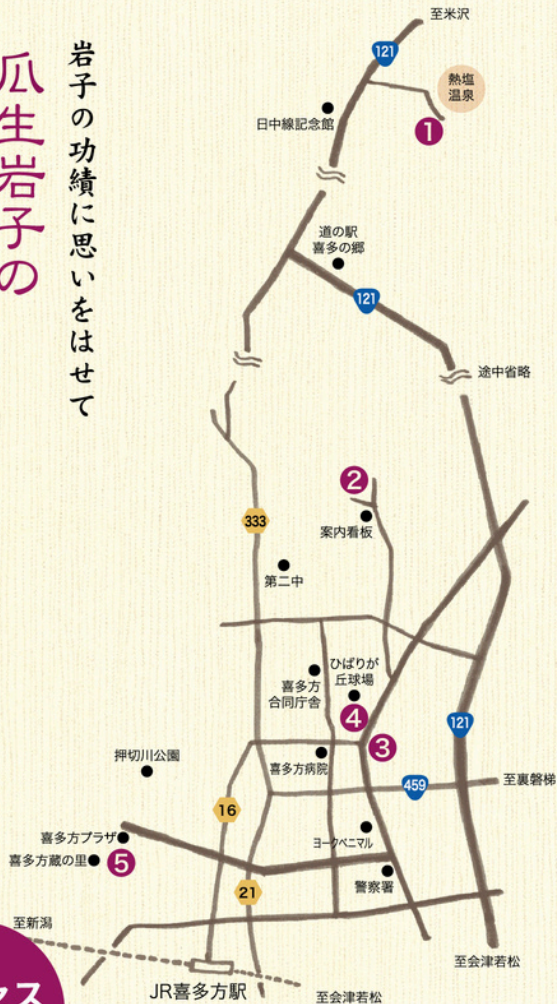 岩子の功績に思いをはせて
瓜生岩子の
至米沢
121
熱塩
温泉
日中線記念館
1
道の駅
喜多の郷
121
途中省略
2
333
案内看板
第二中
ひばりが
丘球場
喜多方
合同庁舎
4
3
121
喜多方病院
押切川公園
459
至裏磐梯
16
ヨークベニマル
喜多方プラザ
喜多方蔵の里
5
警察署
21
至新潟
至会津若松
JR喜多方駅
至会津若松
ス